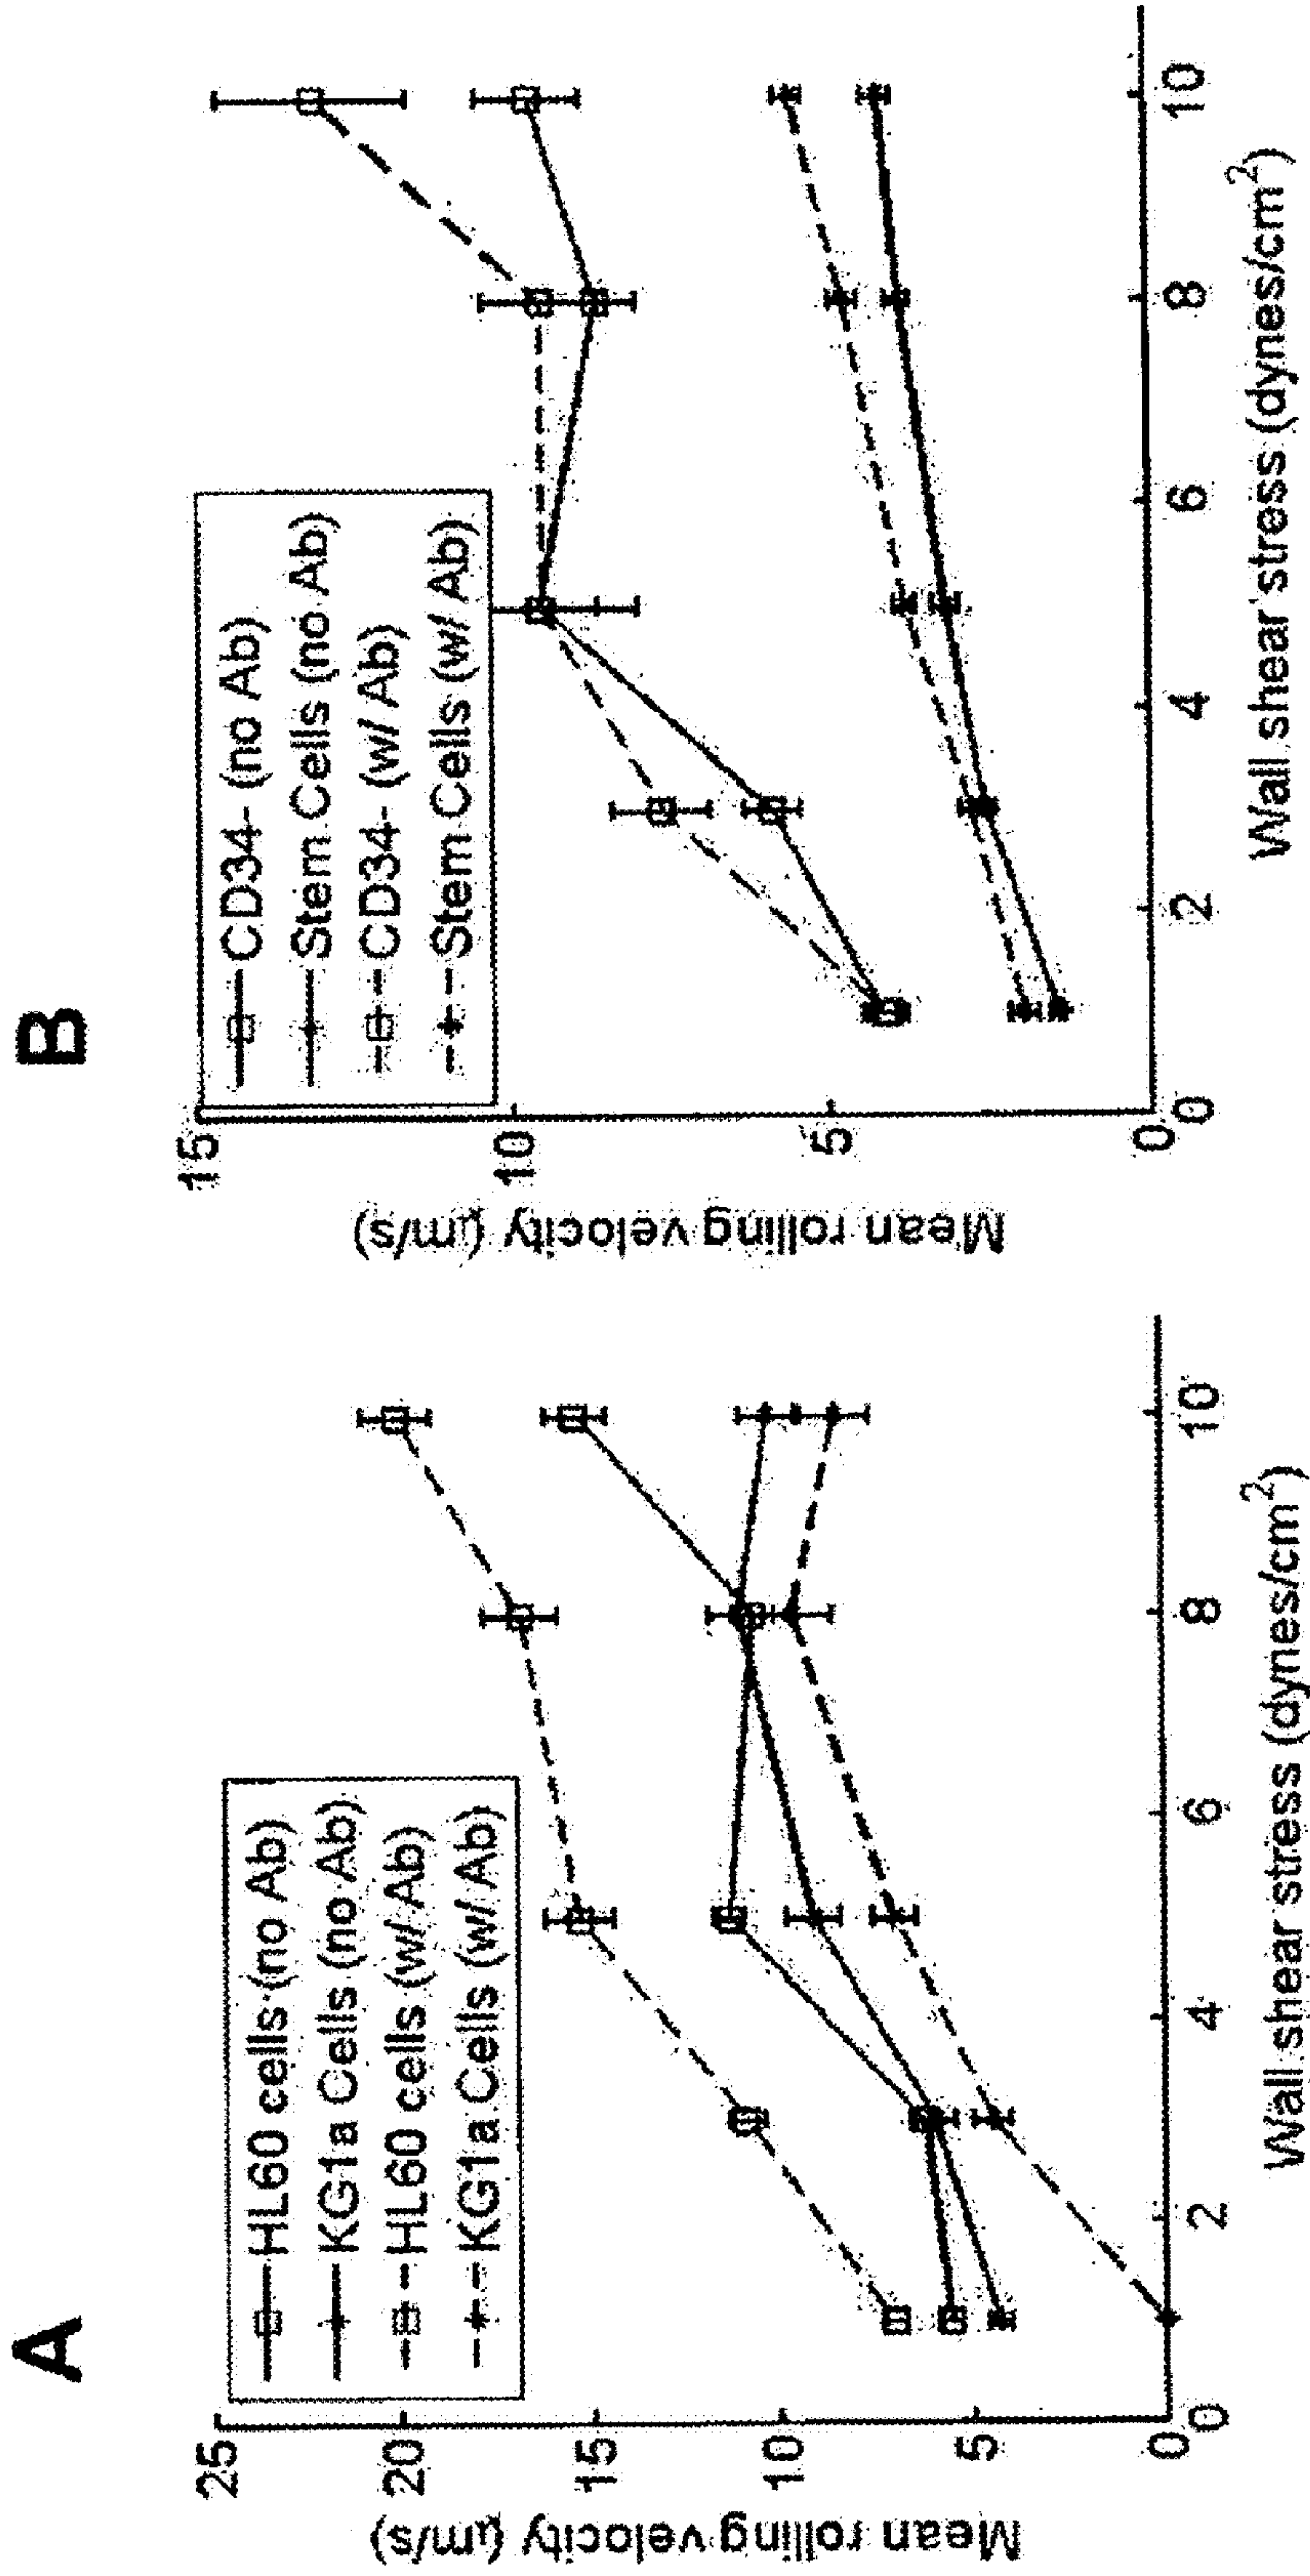 A
25
20
15
10
5
0
0
2
4
6
8
10
Mean rolling velocity (μm/s)
Wall shear stress (dynes/cm²)
HL60 cells (no Ab)
KG1a Cells (no Ab)
HL60 cells (w/ Ab)
KG1a Cells (w/ Ab)
B
15
10
5
0
0
2
4
6
8
10
Mean rolling velocity (μm/s)
Wall shear stress (dynes/cm²)
CD34- (no Ab)
Stem Cells (no Ab)
CD34- (w/ Ab)
Stem Cells (w/ Ab)